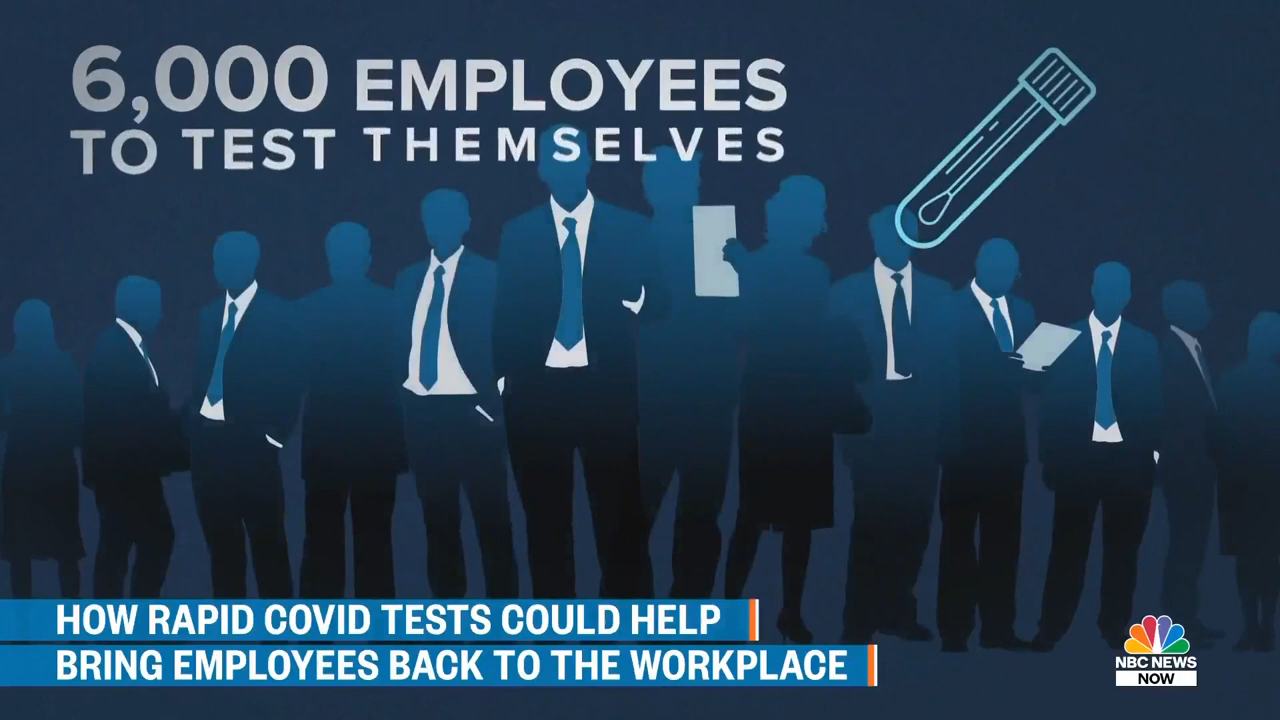 6,000 EMPLOYEES
TO TEST THEMSELVES
HOW RAPID COVID TESTS COULD HELP
BRING EMPLOYEES BACK TO THE WORKPLACE
NBC NEWS
NOW